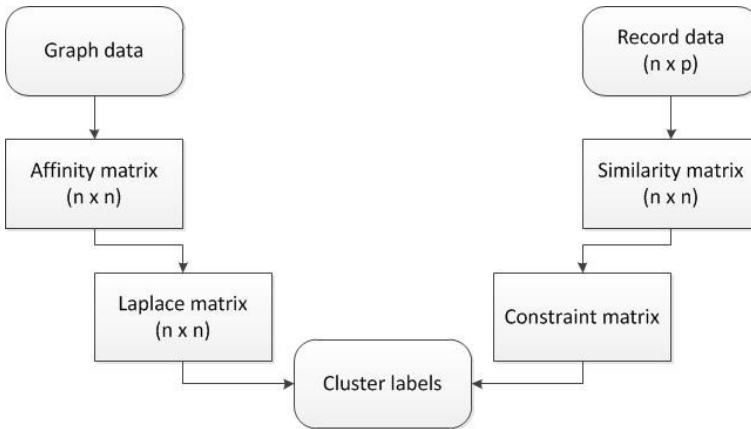 Graph data
Record data
(n x p)
Affinity matrix
(n x n)
Similarity matrix
(n x n)
Laplace matrix
(n x n)
Constraint matrix
Cluster labels